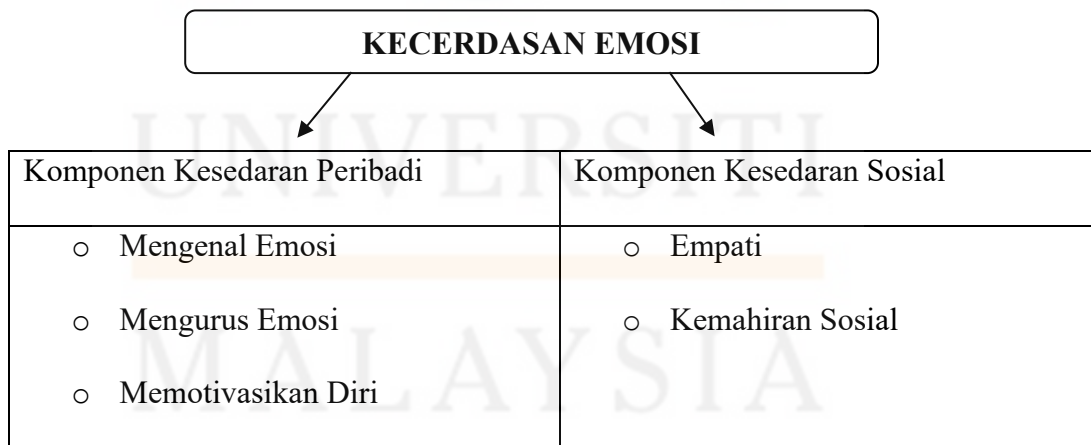 KECERDASAN EMOSI
UNIVERSITI
Komponen Kesedaran Peribadi
Komponen Kesedaran Sosial
o Mengenal Emosi
o Mengurus Emosi
o Memotivasikan Diri
o Empati
o Kemahiran Sosial
MALAYSIA